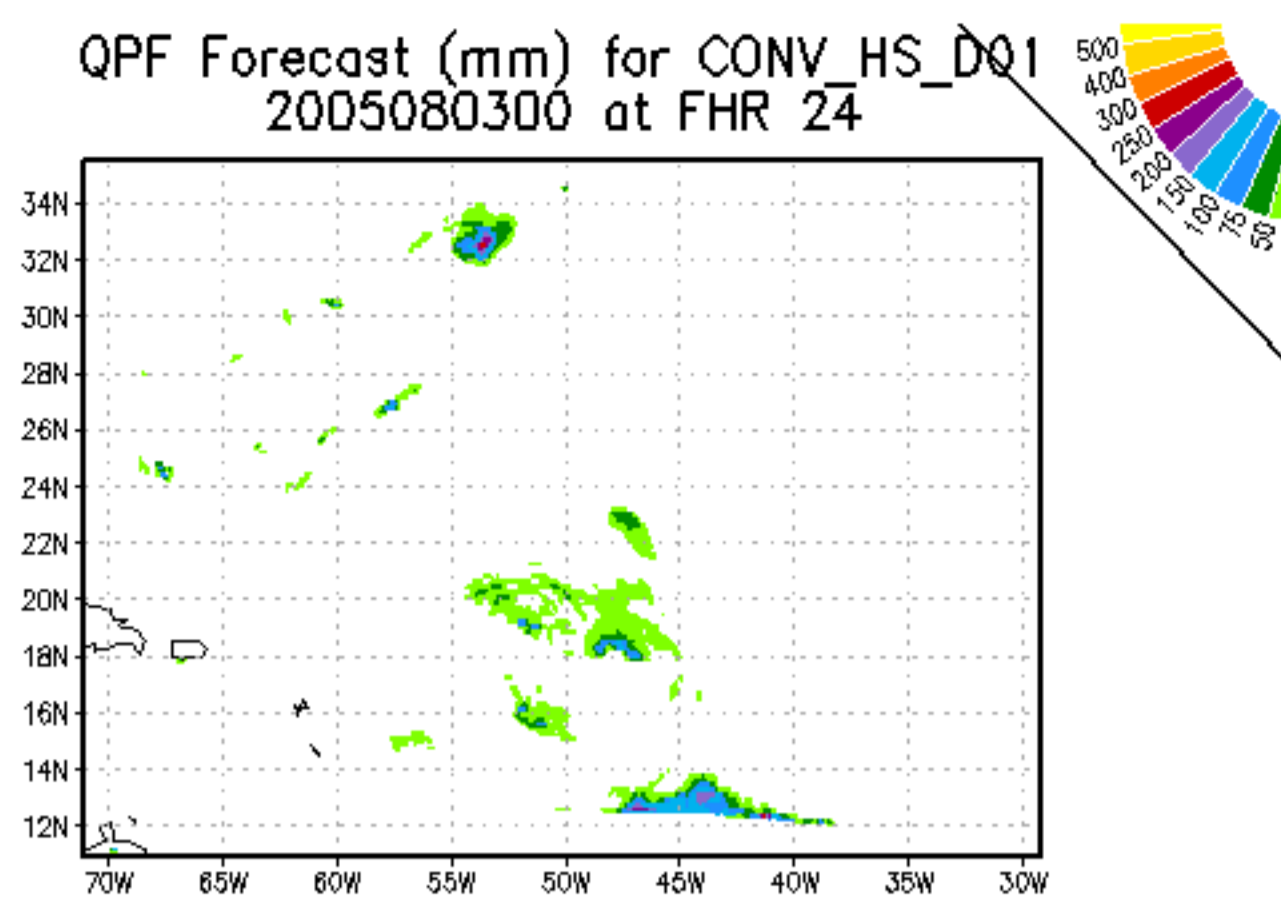 QPF Forecast (mm) for CONV_HS_D01
2005080300 at FHR 24
500
400
300
250
200
150
100
75
50
34N
32N
30N
28N
26N
24N
22N
20N
18N
16N
14N
12N
70W 65W 60W 55W 50W 45W 40W 35W 30W